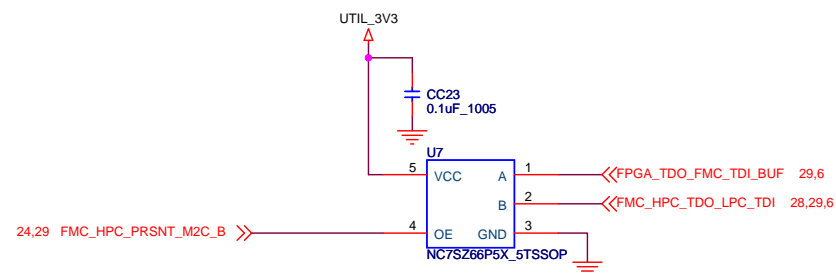 UTIL_3V3
CC23
0.1uF_1005
U7
5 VCC A 1 FPGA_TDO_FMC_TDI_BUF 29,6
B 2 FMC_HPC_TDO_LPC_TDI 28,29,6
24,29 FMC_HPC_PRSNT_M2C_B 4 OE GND 3
NC7SZ66P5X_5TSSOP